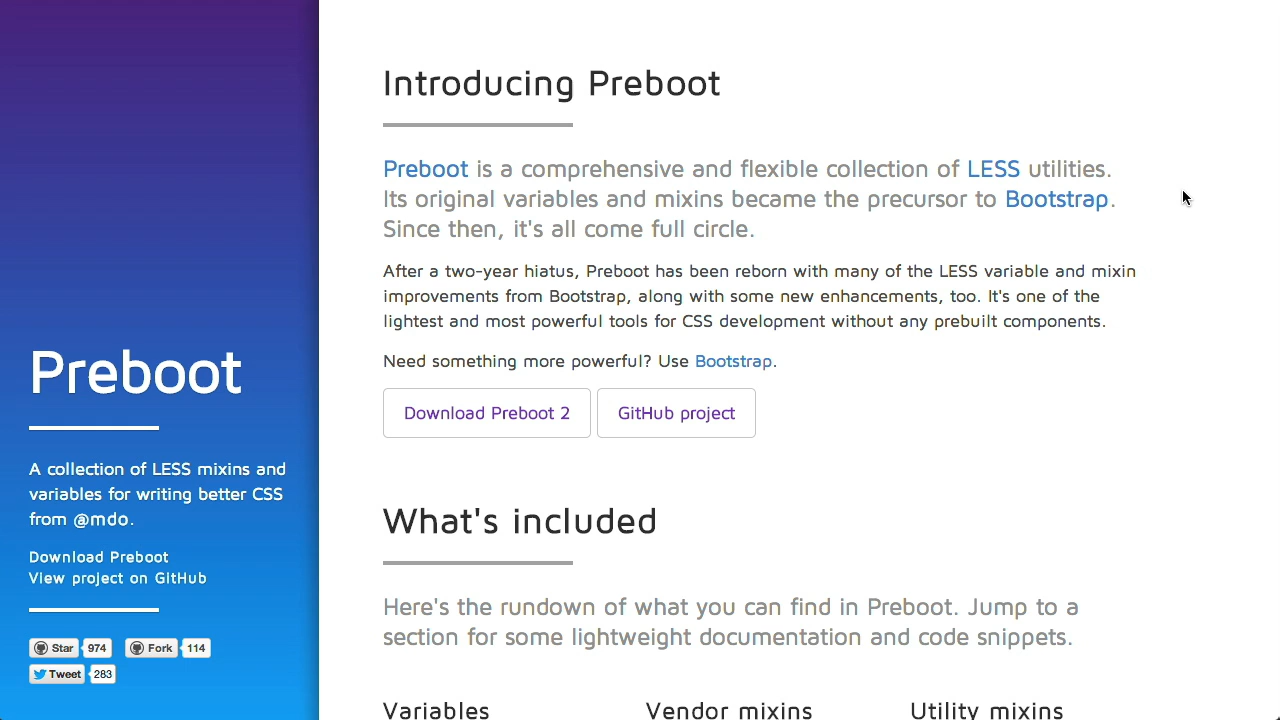 Preboot
A collection of LESS mixins and
variables for writing better CSS
from @mdo.
Download Preboot
View project on GitHub
Star 974 Fork 114
Tweet 283
Introducing Preboot
Preboot is a comprehensive and flexible collection of LESS utilities.
Its original variables and mixins became the precursor to Bootstrap.
Since then, it's all come full circle.
After a two-year hiatus, Preboot has been reborn with many of the LESS variable and mixin
improvements from Bootstrap, along with some new enhancements, too. It's one of the
lightest and most powerful tools for CSS development without any prebuilt components.
Need something more powerful? Use Bootstrap.
Download Preboot 2 GitHub project
What's included
Here's the rundown of what you can find in Preboot. Jump to a
section for some lightweight documentation and code snippets.
Variables Vendor mixins Utility mixins